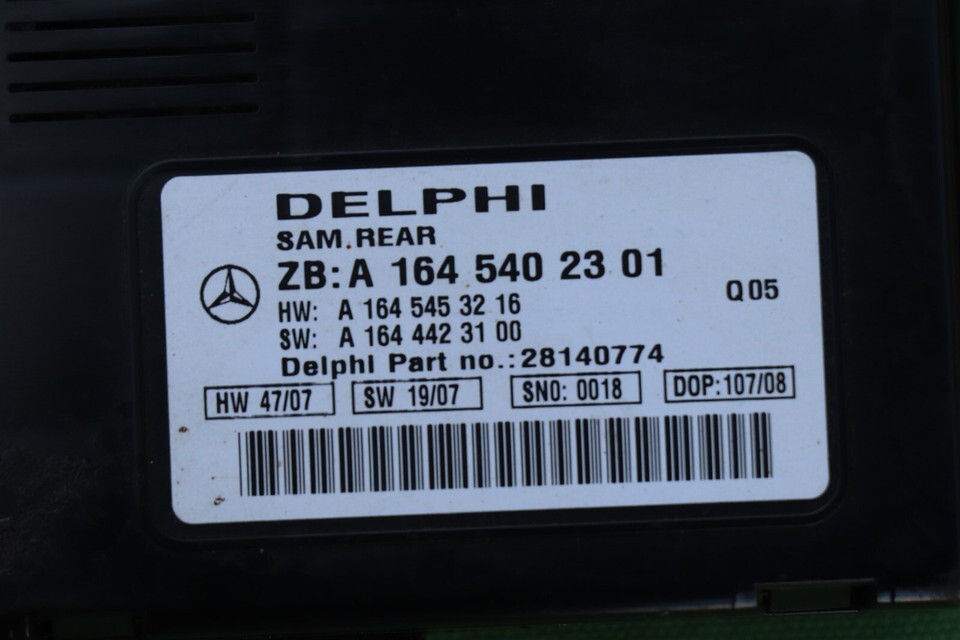 DELPHI
SAM.REAR
ZB: A 164 540 23 01
HW: A 164 545 32 16
SW: A 164 442 31 00
Q05
Delphi Part no.: 28140774
HW 47/07 SW 19/07 SNO: 0018 DOP: 107/08